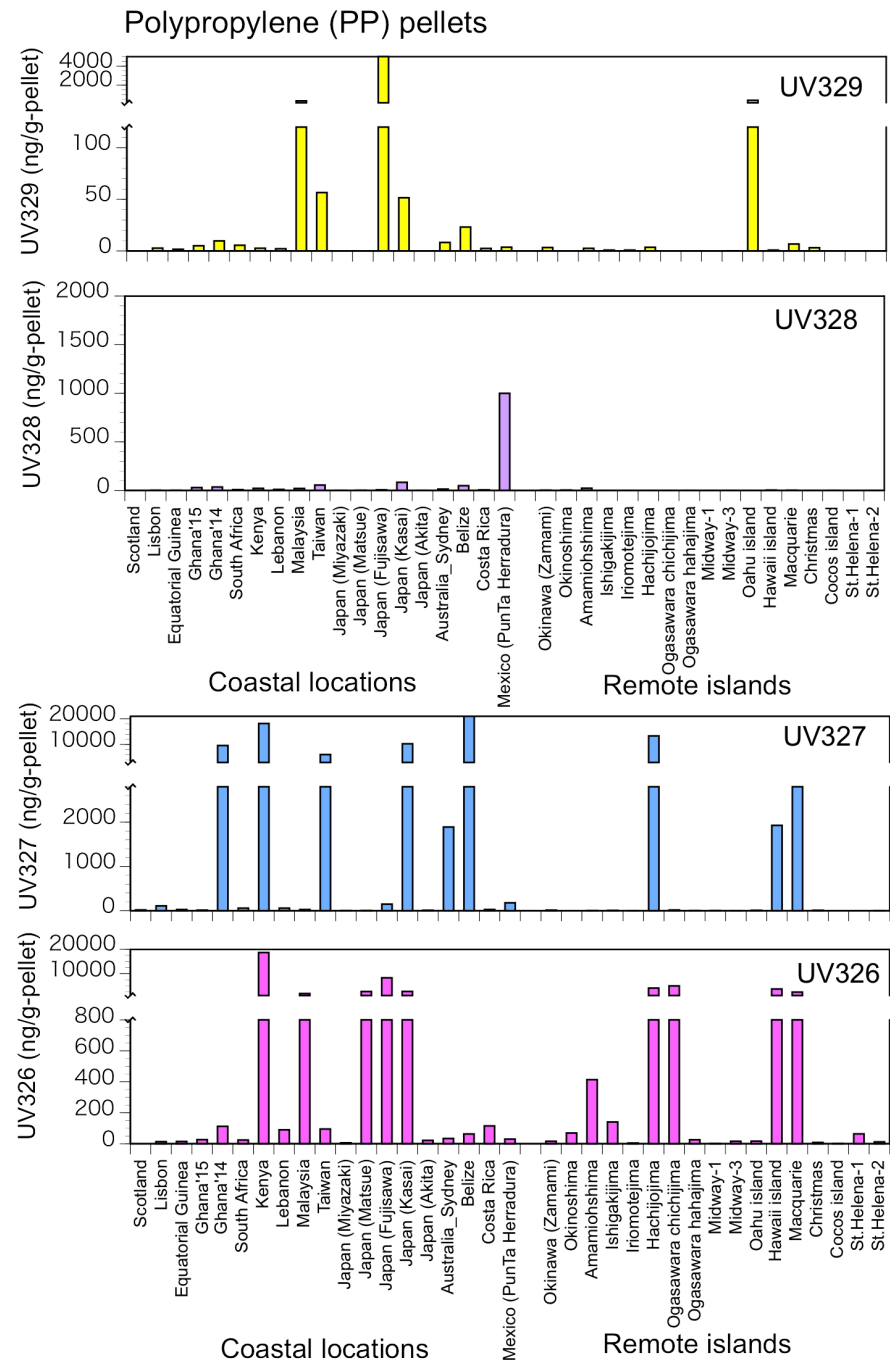 Polypropylene (PP) pellets
UV329 (ng/g-pellet)
4000
2000
100
50
0
UV329
UV328 (ng/g-pellet)
2000
1500
1000
500
0
UV328
Scotland
Lisbon
Equatorial Guinea
Ghana'15
Ghana'14
South Africa
Kenya
Lebanon
Malaysia
Taiwan
Japan (Miyazaki)
Japan (Matsue)
Japan (Fujisawa)
Japan (Kasai)
Japan (Akita)
Australia_Sydney
Belize
Costa Rica
Mexico (PunTa Herradura)
Okinawa (Zamami)
Okinoshima
Amamiohshima
Ishigakijima
Iriomotejima
Hachijojima
Ogasawara chichijima
Ogasawara hahajima
Midway-1
Midway-3
Oahu island
Hawaii island
Macquarie
Christmas
Cocos island
St.Helena-1
St.Helena-2
Coastal locations
Remote islands
UV327 (ng/g-pellet)
20000
10000
2000
1000
0
UV327
UV326 (ng/g-pellet)
20000
10000
800
600
400
200
0
UV326
Scotland
Lisbon
Equatorial Guinea
Ghana'15
Ghana'14
South Africa
Kenya
Lebanon
Malaysia
Taiwan
Japan (Miyazaki)
Japan (Matsue)
Japan (Fujisawa)
Japan (Kasai)
Japan (Akita)
Australia_Sydney
Belize
Costa Rica
Mexico (PunTa Herradura)
Okinawa (Zamami)
Okinoshima
Amamiohshima
Ishigakijima
Iriomotejima
Hachijojima
Ogasawara chichijima
Ogasawara hahajima
Midway-1
Midway-3
Oahu island
Hawaii island
Macquarie
Christmas
Cocos island
St.Helena-1
St.Helena-2
Coastal locations
Remote islands